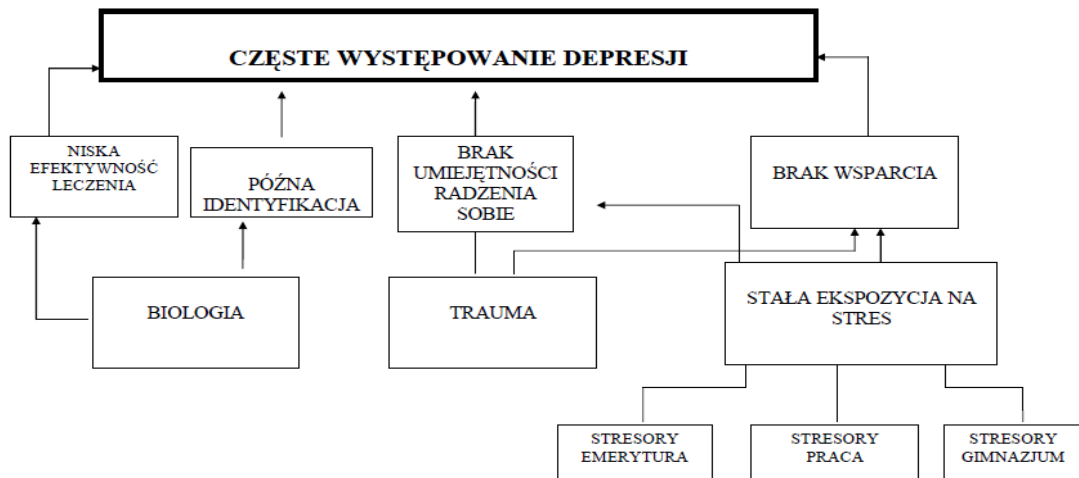 CZĘSTE WYSTĘPOWANIE DEPRESJI
NISKA
EFEKTYWNOŚĆ
LECZENIA
PÓŹNA
IDENTYFIKACJA
BRAK
UMIEJĘTNOŚCI
RADZENIA
SOBIE
BRAK WSPARCIA
BIOLOGIA
TRAUMA
STAŁA EKSPOZYCJA NA
STRES
STRESORY
EMERYTURA
STRESORY
PRACA
STRESORY
GIMNAZJUM